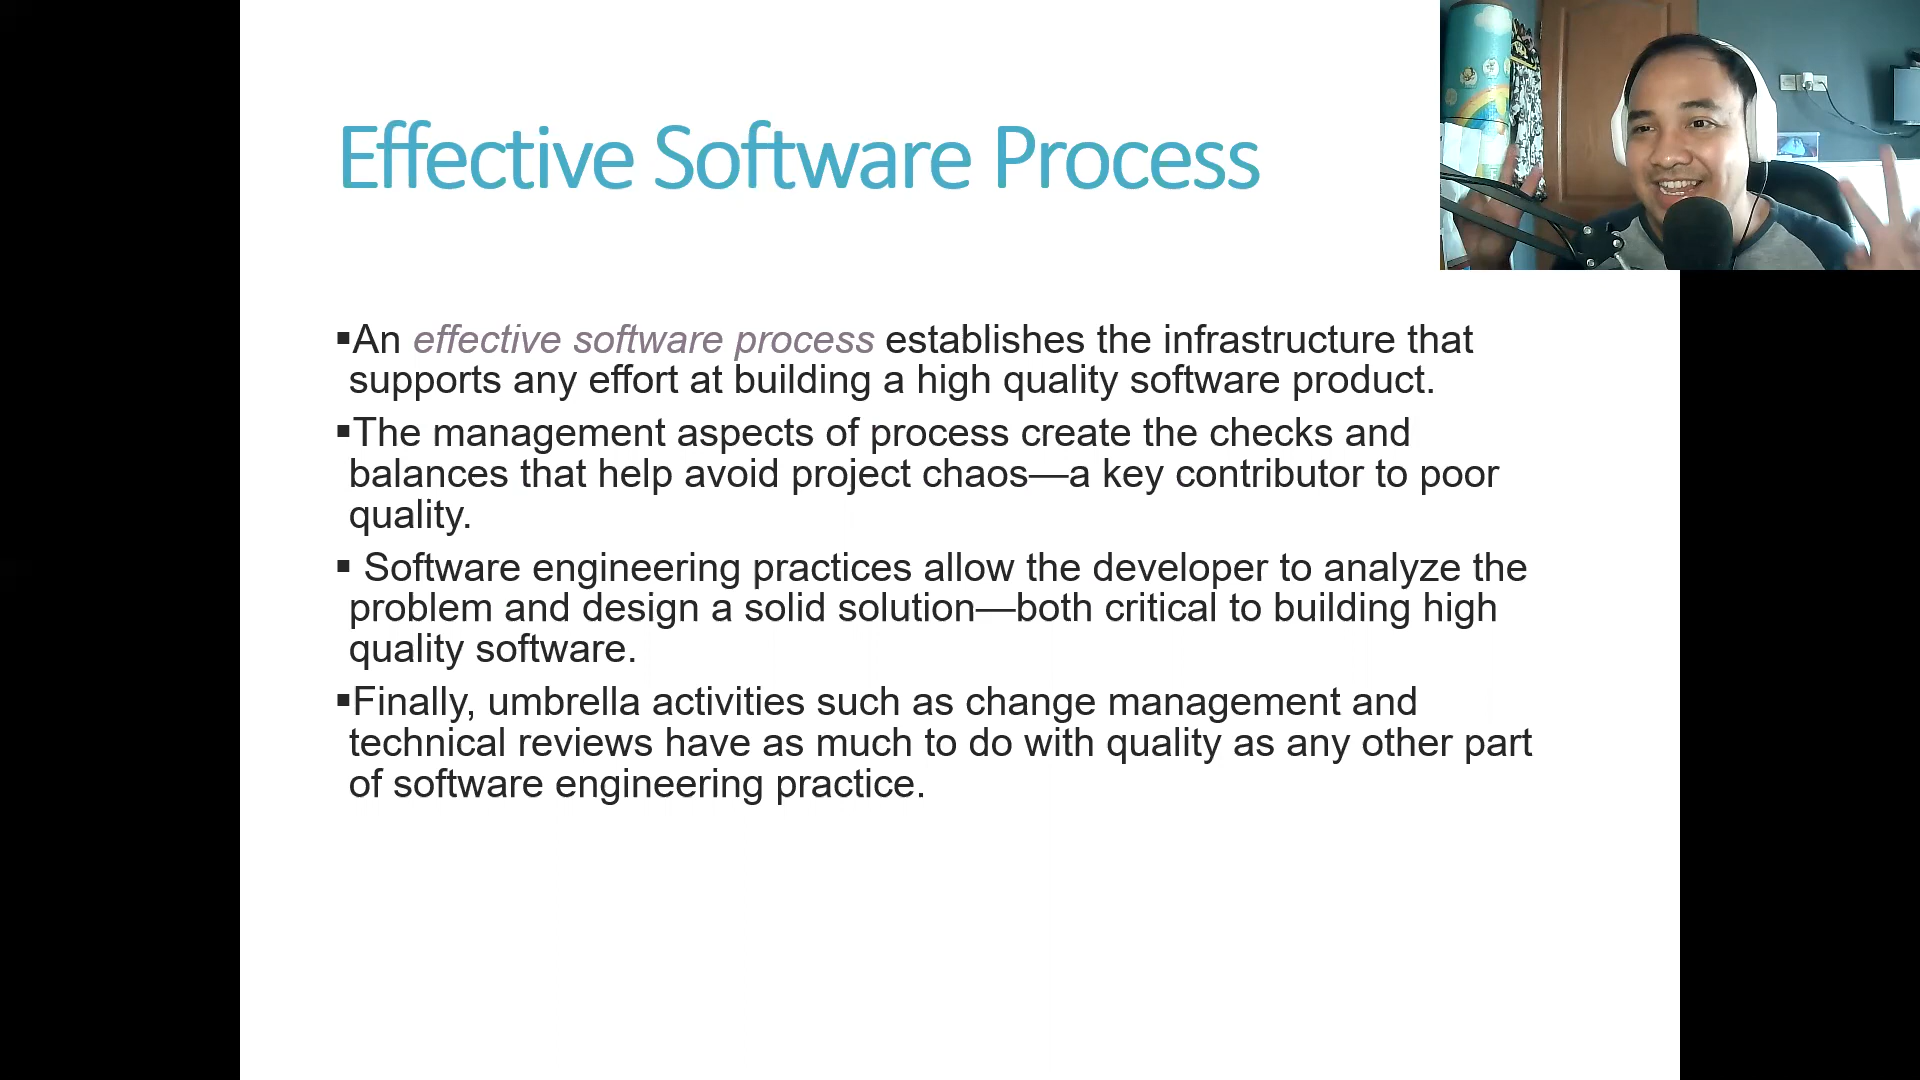 Effective Software Process
▪An effective software process establishes the infrastructure that
supports any effort at building a high quality software product.
▪The management aspects of process create the checks and
balances that help avoid project chaos—a key contributor to poor
quality.
▪ Software engineering practices allow the developer to analyze the
problem and design a solid solution—both critical to building high
quality software.
▪Finally, umbrella activities such as change management and
technical reviews have as much to do with quality as any other part
of software engineering practice.